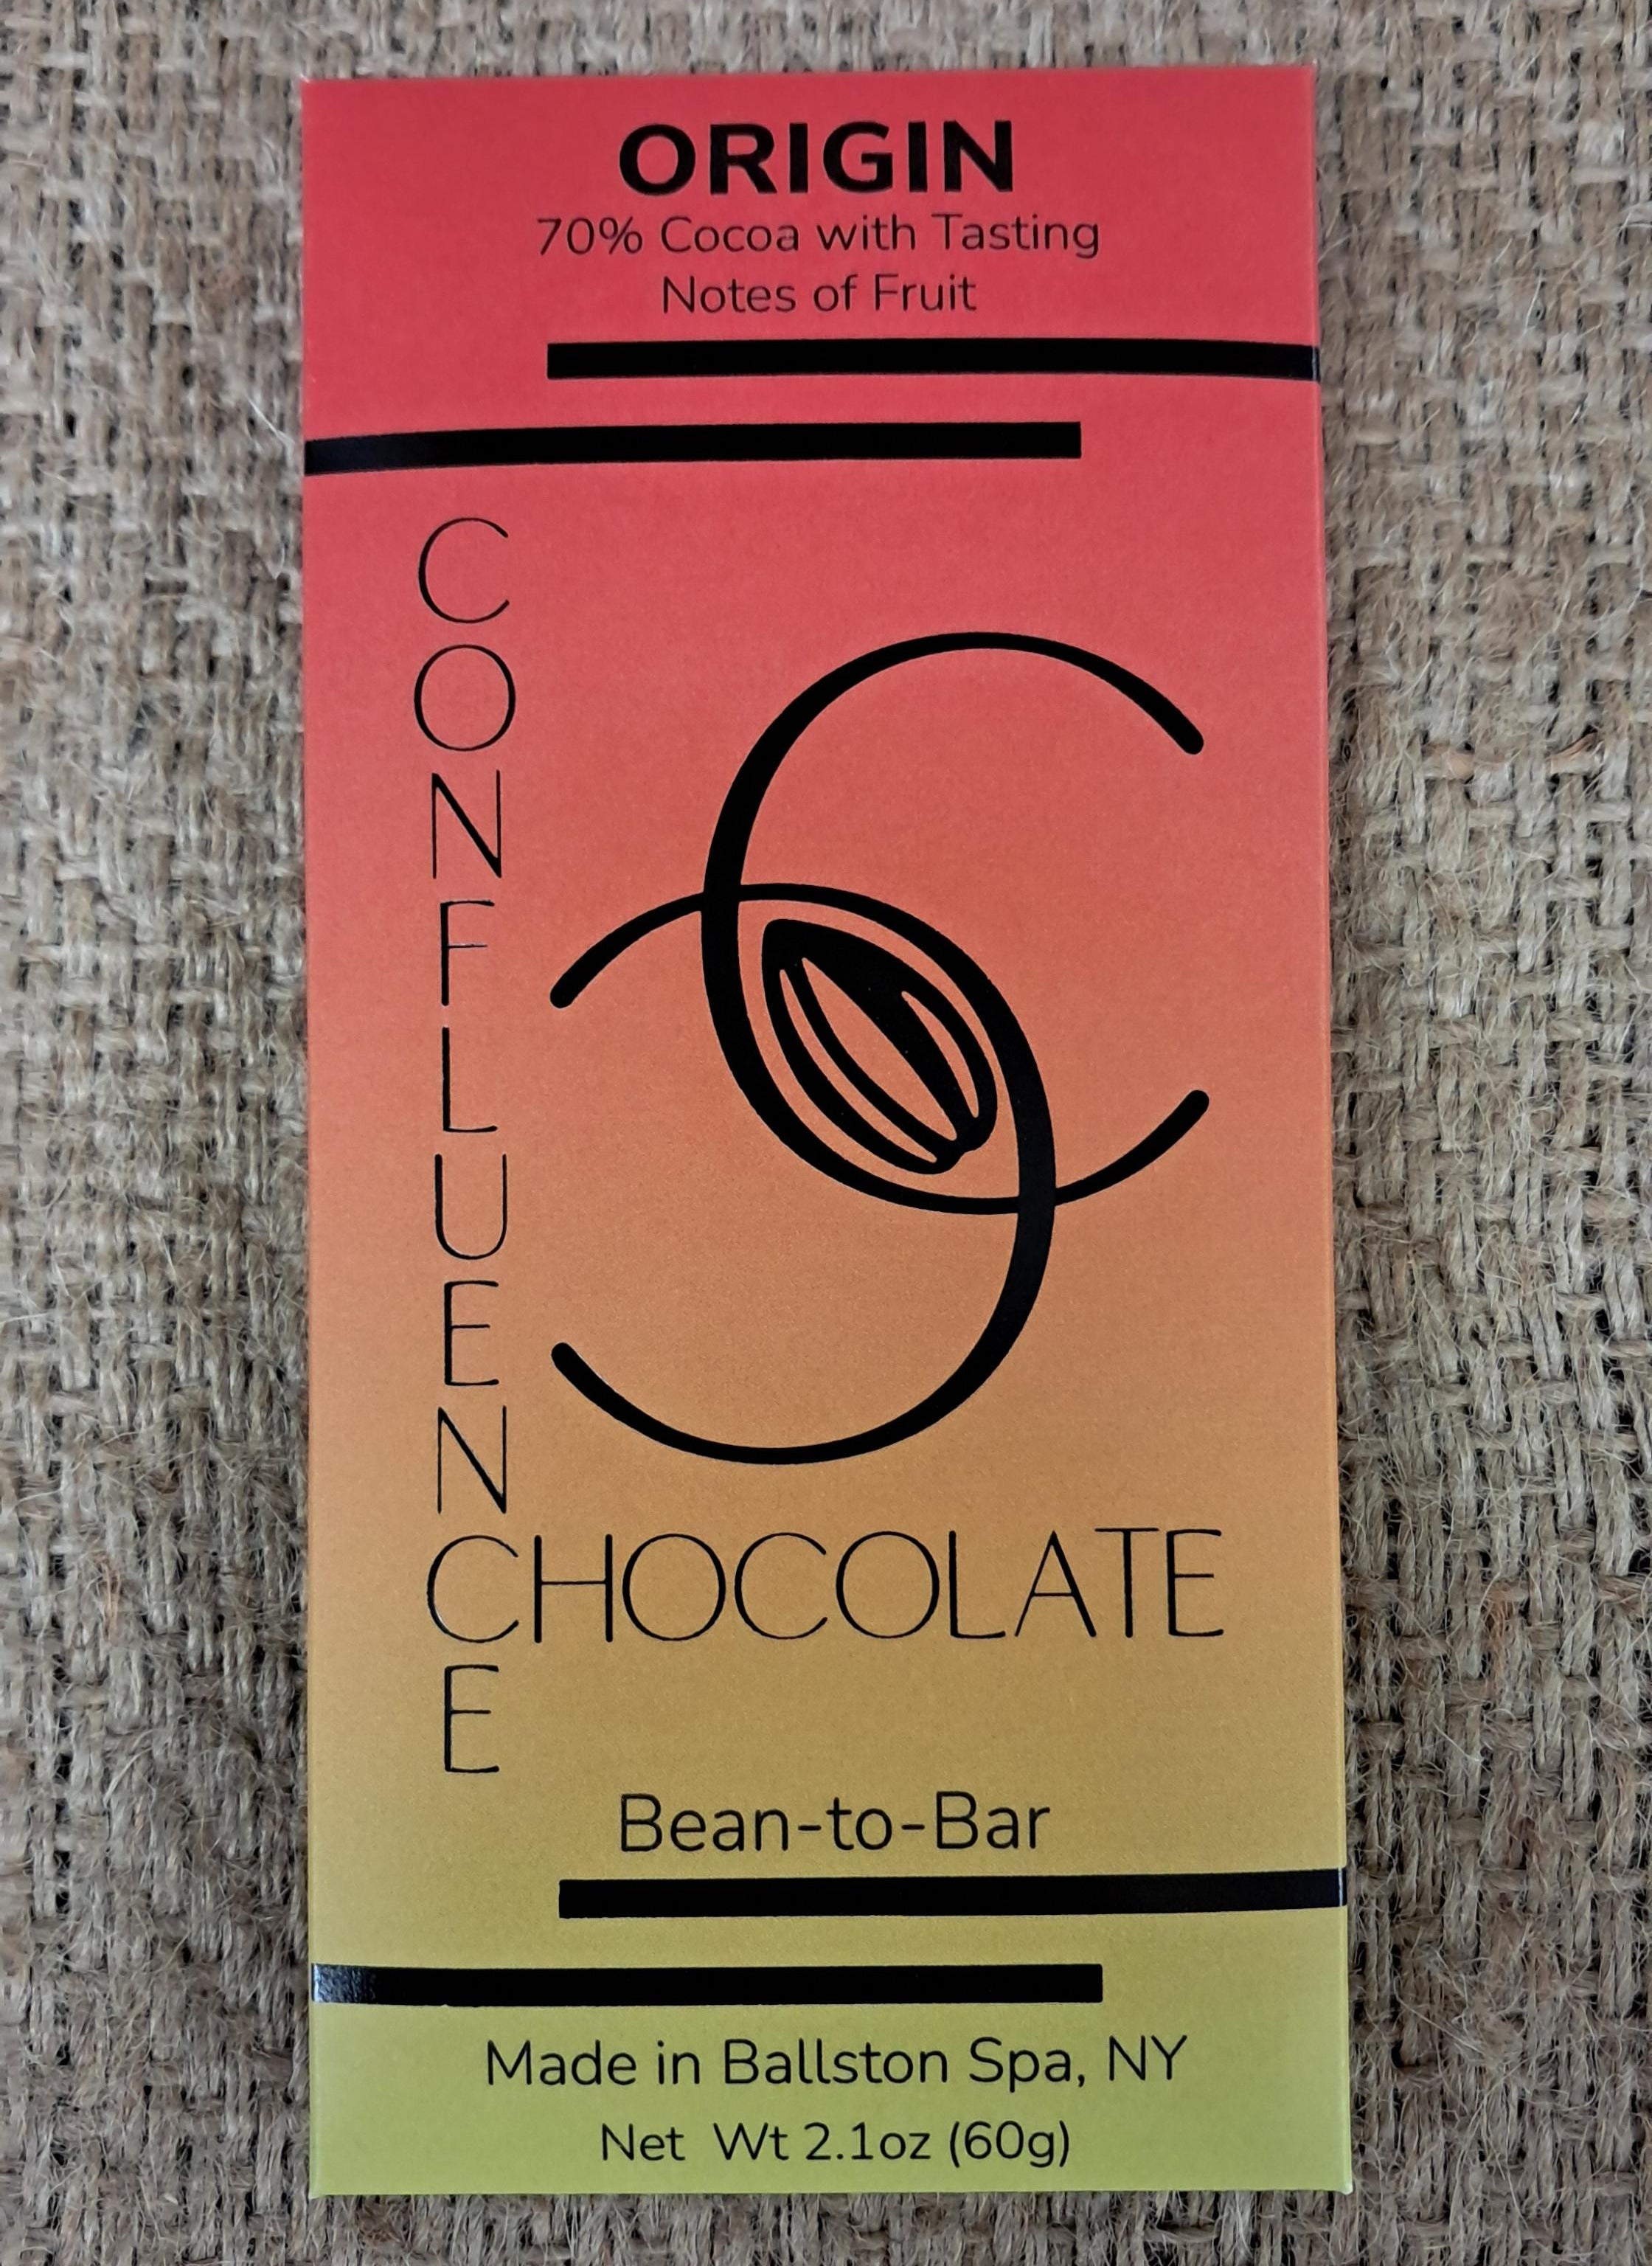 ORIGIN
70% Cocoa with Tasting
Notes of Fruit
CONFLUENCE
CHOCOLATE
Bean-to-Bar
Made in Ballston Spa, NY
Net Wt 2.1oz (60g)